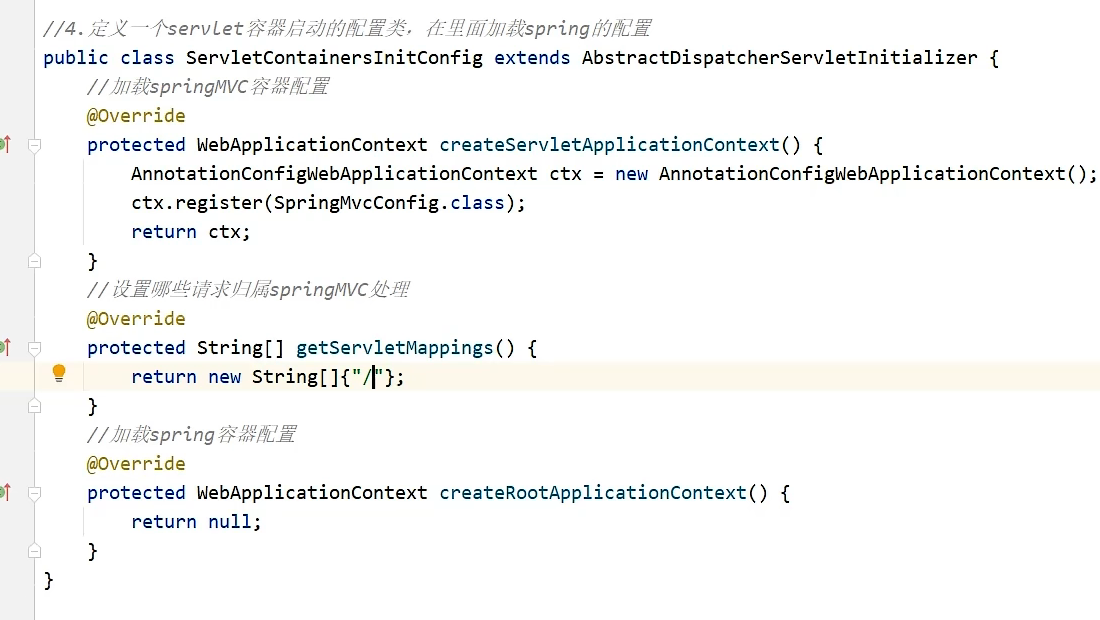 //4.定义一个servlet容器启动的配置类，在里面加载spring的配置
public class ServletContainersInitConfig extends AbstractDispatcherServletInitializer {
    //加载springMVC容器配置
    @Override
    protected WebApplicationContext createServletApplicationContext() {
        AnnotationConfigWebApplicationContext ctx = new AnnotationConfigWebApplicationContext();
        ctx.register(SpringMvcConfig.class);
        return ctx;
    }
    //设置哪些请求归属springMVC处理
    @Override
    protected String[] getServletMappings() {
        return new String[]{"/"};
    }
    //加载spring容器配置
    @Override
    protected WebApplicationContext createRootApplicationContext() {
        return null;
    }
}